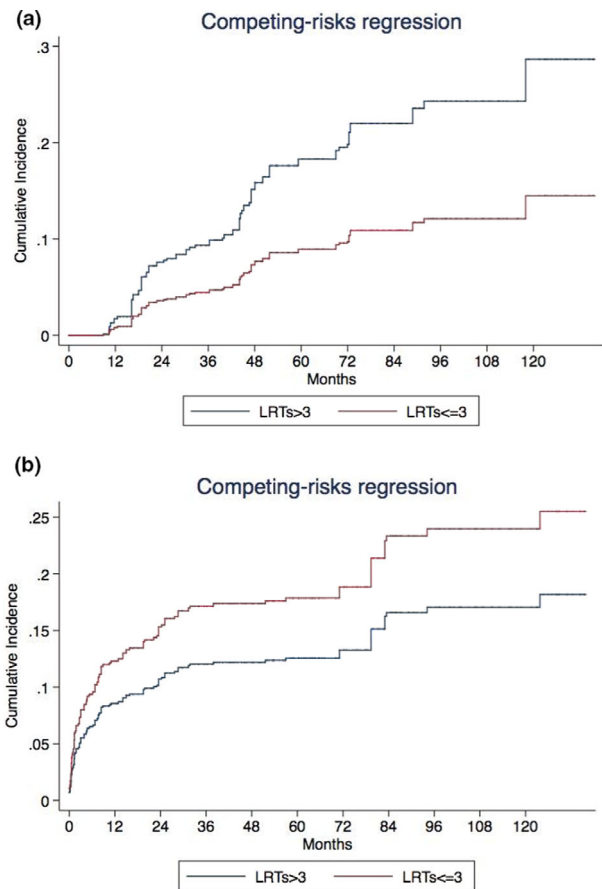 (a)
Competing-risks regression
.3
.2
.1
0
Cumulative Incidence
0 12 24 36 48 60 72 84 96 108 120
Months
LRTs>3 LRTs<=3
(b)
Competing-risks regression
.25
.2
.15
.1
.05
0
Cumulative Incidence
0 12 24 36 48 60 72 84 96 108 120
Months
LRTs>3 LRTs<=3